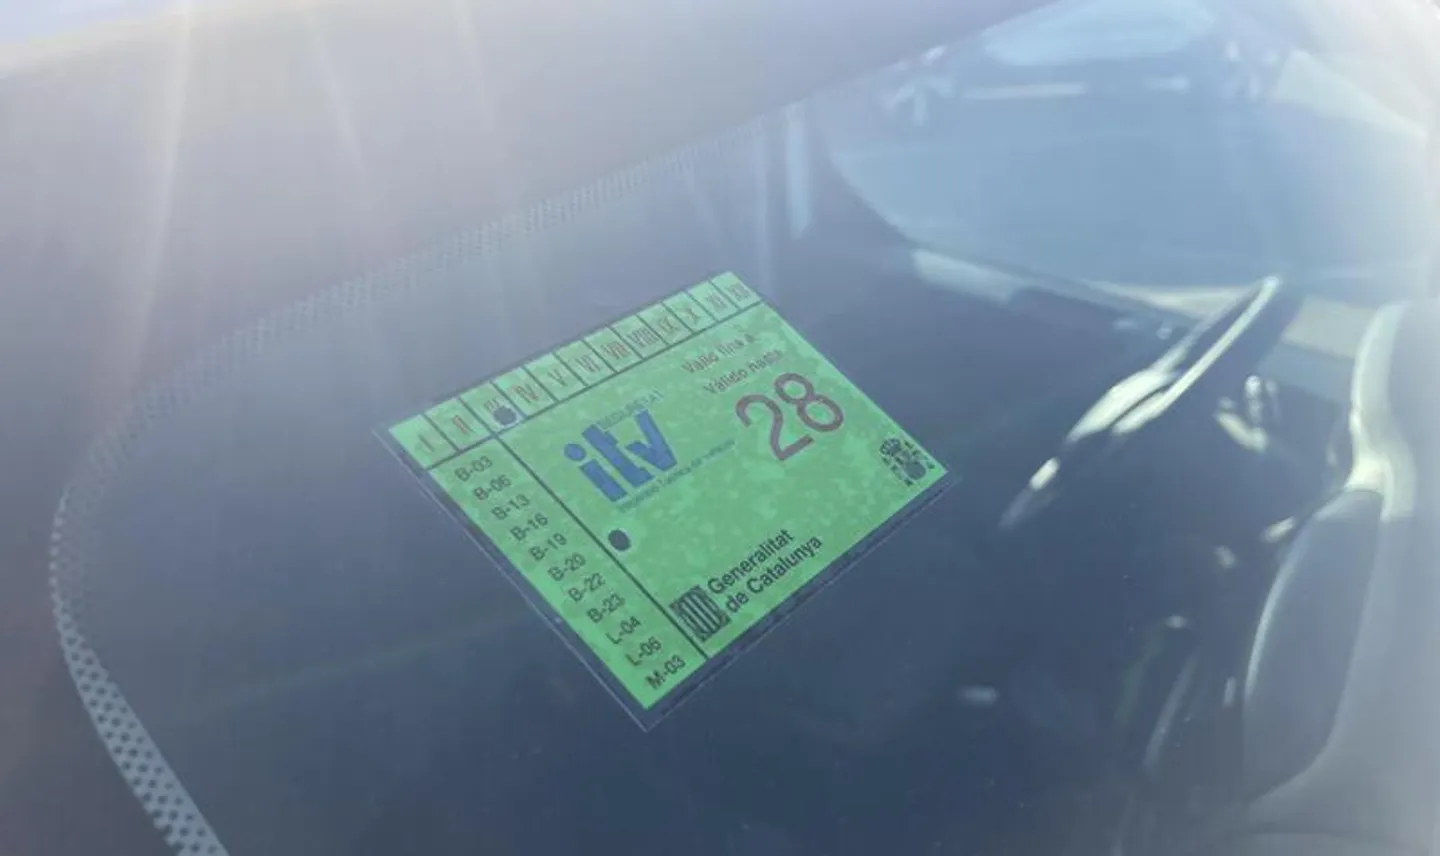 I II III IV V VI VII VIII IX X XI XII
Vàlid fins a
Válido hasta
28
SEGURETAT
itv
B-03
B-06
B-13
B-16
B-19
B-20
B-22
B-23
L-04
L-06
M-03
Generalitat
de Catalunya